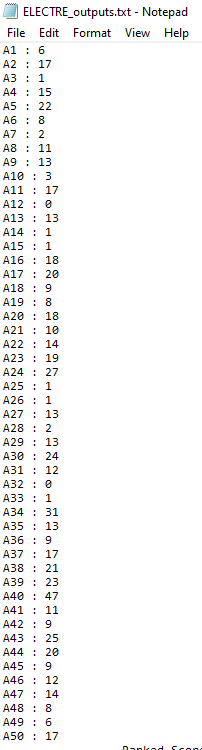 ELECTRE_outputs.txt - Notepad
File Edit Format View Help
A1 : 6
A2 : 17
A3 : 1
A4 : 15
A5 : 22
A6 : 8
A7 : 2
A8 : 11
A9 : 13
A10 : 3
A11 : 17
A12 : 0
A13 : 13
A14 : 1
A15 : 1
A16 : 18
A17 : 20
A18 : 9
A19 : 8
A20 : 18
A21 : 10
A22 : 14
A23 : 19
A24 : 27
A25 : 1
A26 : 1
A27 : 13
A28 : 2
A29 : 13
A30 : 24
A31 : 12
A32 : 0
A33 : 1
A34 : 31
A35 : 13
A36 : 9
A37 : 17
A38 : 21
A39 : 23
A40 : 47
A41 : 11
A42 : 9
A43 : 25
A44 : 20
A45 : 9
A46 : 12
A47 : 14
A48 : 8
A49 : 6
A50 : 17